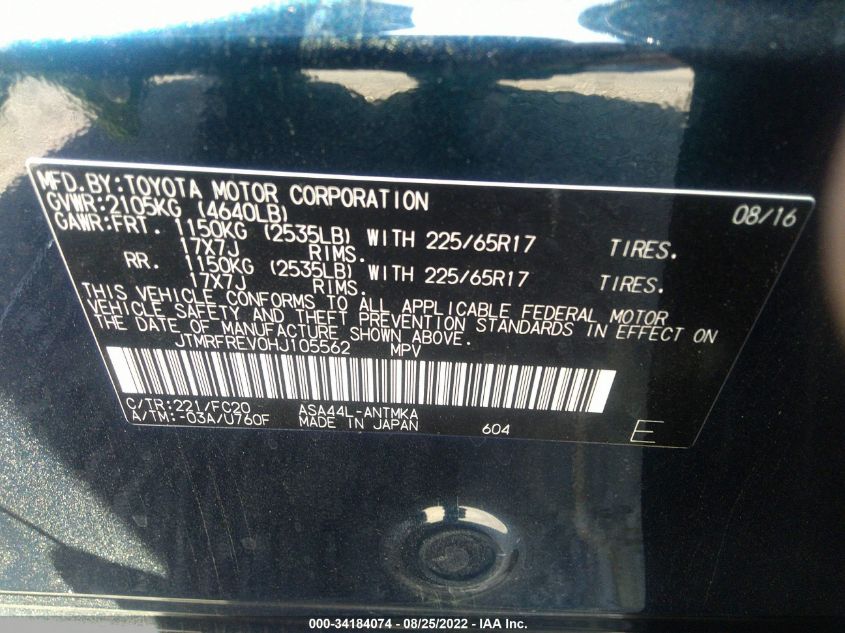 MFD.BY:TOYOTA MOTOR CORPORATION 08/16
GVWR:2105KG (4640LB)
GAWR:FRT. 1150KG (2535LB) WITH 225/65R17 TIRES.
17X7J RIMS.
RR. 1150KG (2535LB) WITH 225/65R17 TIRES.
17X7J RIMS.
THIS VEHICLE CONFORMS TO ALL APPLICABLE FEDERAL MOTOR
VEHICLE SAFETY AND THEFT PREVENTION STANDARDS IN EFFECT ON
THE DATE OF MANUFACTURE SHOWN ABOVE.
JTMRFREV0HJ105562 MPV
C/TR:221/FC20 ASA44L-ANTMKA
A/TM:-03A/U760F MADE IN JAPAN 604 E
000-34184074 - 08/25/2022 - IAA Inc.